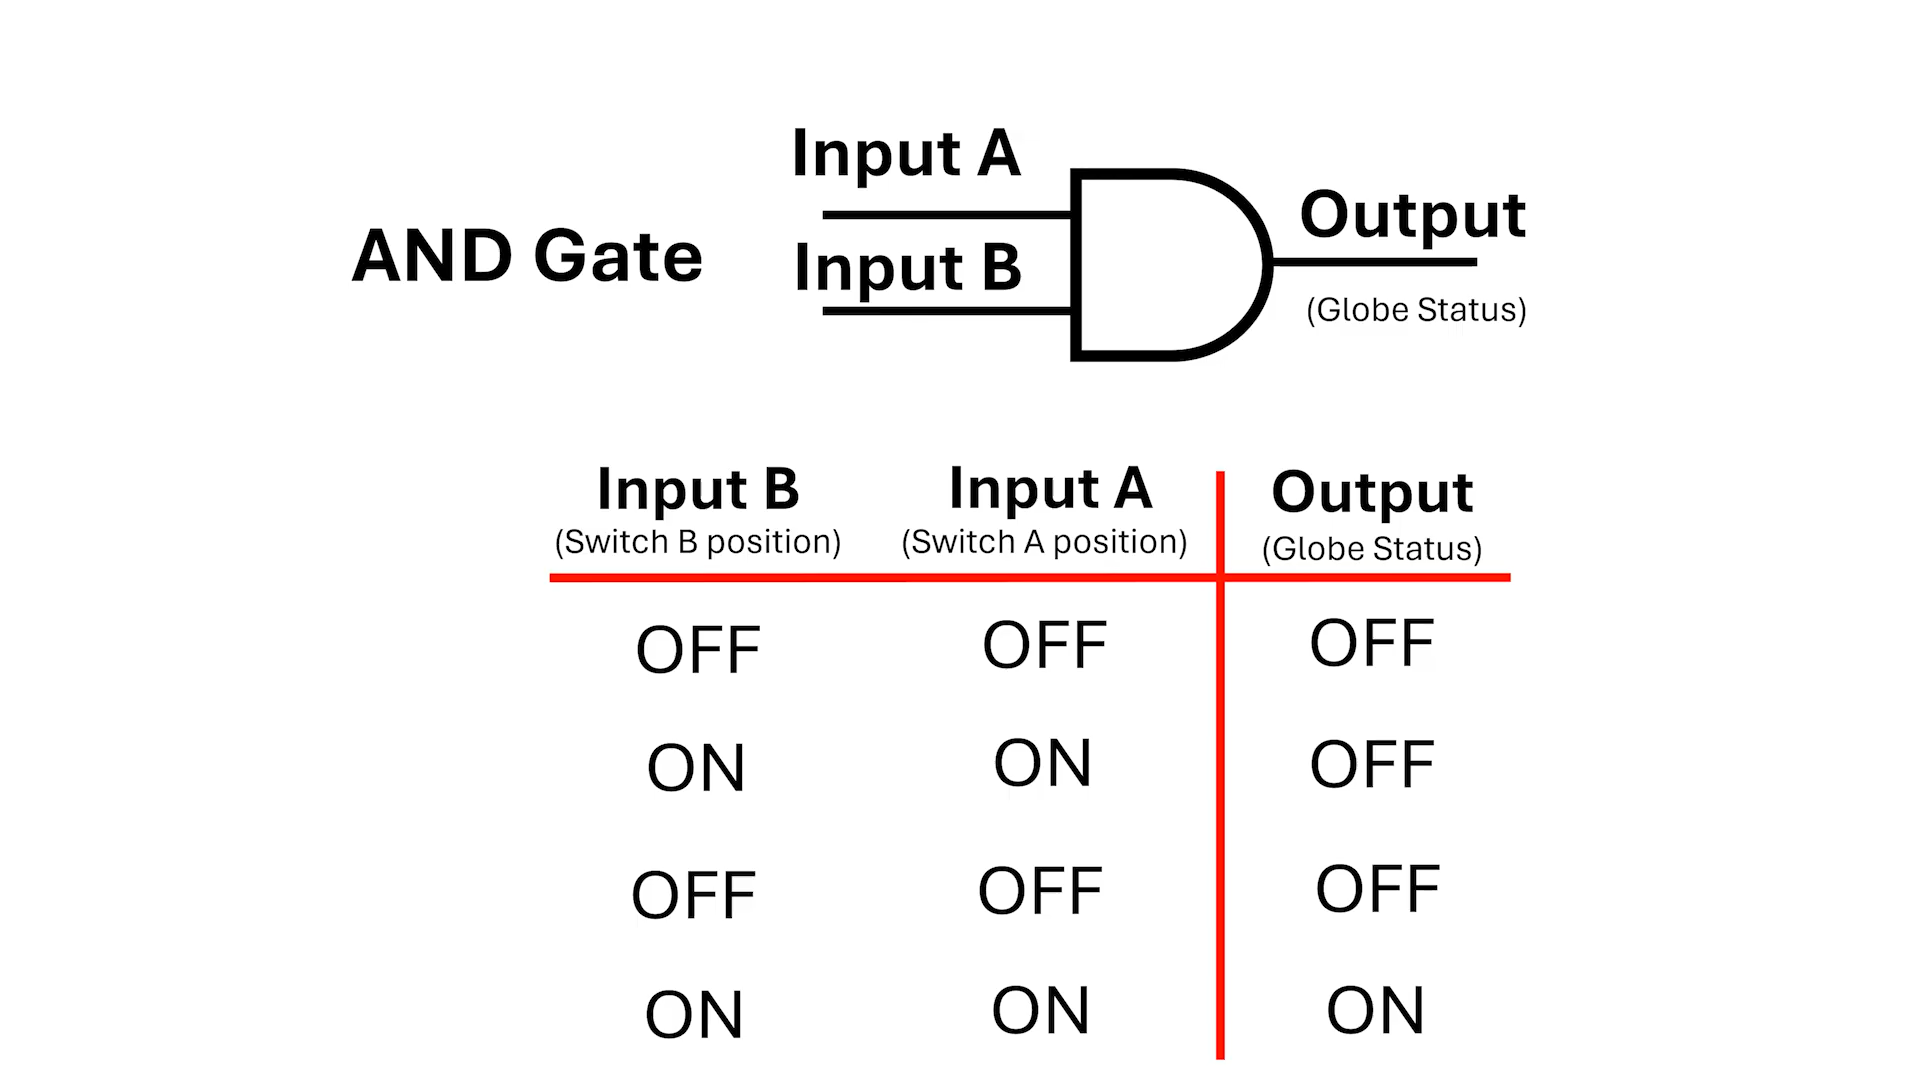 Input A
AND Gate
Input B
Output
(Globe Status)
Input B Input A Output
(Switch B position) (Switch A position) (Globe Status)
OFF OFF OFF
ON ON OFF
OFF OFF OFF
ON ON ON